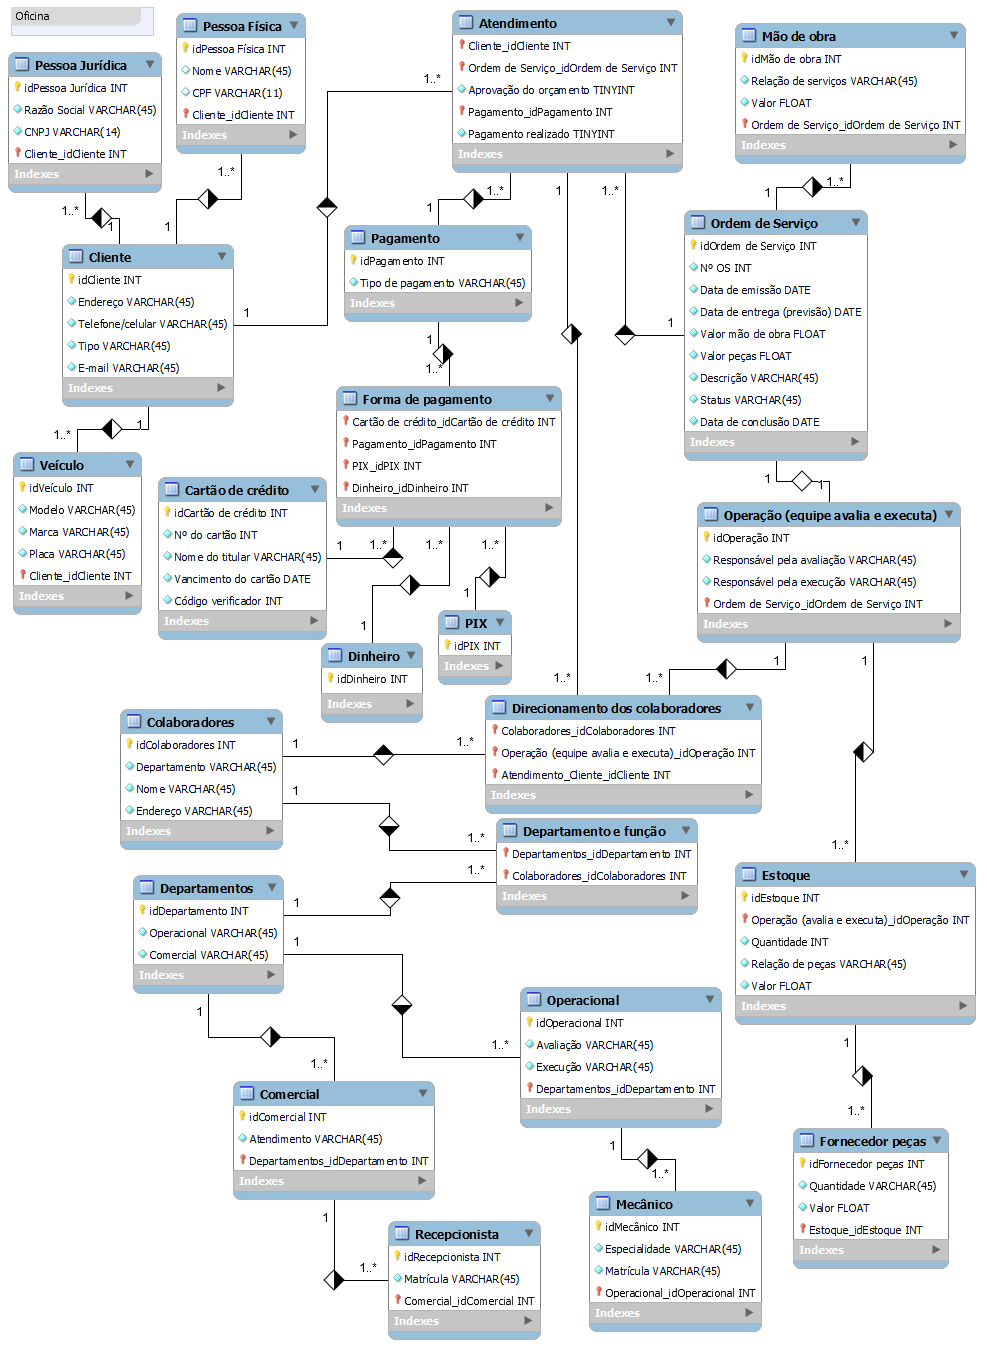 Oficina
Pessoa Física
idPessoa Física INT
Nome VARCHAR(45)
CPF VARCHAR(11)
Cliente_idCliente INT
Indexes
Pessoa Jurídica
idPessoa Jurídica INT
Razão Social VARCHAR(45)
CNPJ VARCHAR(14)
Cliente_idCliente INT
Indexes
Atendimento
Cliente_idCliente INT
Ordem de Serviço_idOrdem de Serviço INT
Aprovação do orçamento TINYINT
Pagamento_idPagamento INT
Pagamento realizado TINYINT
Indexes
Mão de obra
idMão de obra INT
Relação de serviços VARCHAR(45)
Valor FLOAT
Ordem de Serviço_idOrdem de Serviço INT
Indexes
1..*
1..*
1..*
1
1
1..*
1
1..*
1
1..*
Cliente
idCliente INT
Endereço VARCHAR(45)
Telefone/celular VARCHAR(45)
Tipo VARCHAR(45)
E-mail VARCHAR(45)
Indexes
1
Pagamento
idPagamento INT
Tipo de pagamento VARCHAR(45)
Indexes
1
1
Ordem de Serviço
idOrdem de Serviço INT
Nº OS INT
Data de emissão DATE
Data de entrega (previsão) DATE
Valor mão de obra FLOAT
Valor peças FLOAT
Descrição VARCHAR(45)
Status VARCHAR(45)
Data de conclusão DATE
Indexes
1
1..*
Forma de pagamento
Cartão de crédito_idCartão de crédito INT
Pagamento_idPagamento INT
PIX_idPIX INT
Dinheiro_idDinheiro INT
Indexes
1
1..*
Veículo
idVeículo INT
Modelo VARCHAR(45)
Marca VARCHAR(45)
Placa VARCHAR(45)
Cliente_idCliente INT
Indexes
Cartão de crédito
idCartão de crédito INT
Nº do cartão INT
Nome do titular VARCHAR(45)
Vancimento do cartão DATE
Código verificador INT
Indexes
1
1..*
1..*
1..*
1
1
1
1
Operação (equipe avalia e executa)
idOperação INT
Responsável pela avaliação VARCHAR(45)
Responsável pela execução VARCHAR(45)
Ordem de Serviço_idOrdem de Serviço INT
Indexes
PIX
idPIX INT
Indexes
Dinheiro
idDinheiro INT
Indexes
1..*
1..*
1
1
Colaboradores
idColaboradores INT
Departamento VARCHAR(45)
Nome VARCHAR(45)
Endereço VARCHAR(45)
Indexes
1
1..*
1
1..*
Direcionamento dos colaboradores
Colaboradores_idColaboradores INT
Operação (equipe avalia e executa)_idOperação INT
Atendimento_Cliente_idCliente INT
Indexes
Departamento e função
Departamentos_idDepartamento INT
Colaboradores_idColaboradores INT
Indexes
1..*
Departamentos
idDepartamento INT
Operacional VARCHAR(45)
Comercial VARCHAR(45)
Indexes
1..*
1
1
1
1..*
Estoque
idEstoque INT
Operação (avalia e executa)_idOperação INT
Quantidade INT
Relação de peças VARCHAR(45)
Valor FLOAT
Indexes
Operacional
idOperacional INT
Avaliação VARCHAR(45)
Execução VARCHAR(45)
Departamentos_idDepartamento INT
Indexes
1..*
1
1..*
Comercial
idComercial INT
Atendimento VARCHAR(45)
Departamentos_idDepartamento INT
Indexes
1
1..*
Fornecedor peças
idFornecedor peças INT
Quantidade VARCHAR(45)
Valor FLOAT
Estoque_idEstoque INT
Indexes
1
1..*
Mecânico
idMecânico INT
Especialidade VARCHAR(45)
Matrícula VARCHAR(45)
Operacional_idOperacional INT
Indexes
1
1..*
Recepcionista
idRecepcionista INT
Matrícula VARCHAR(45)
Comercial_idComercial INT
Indexes